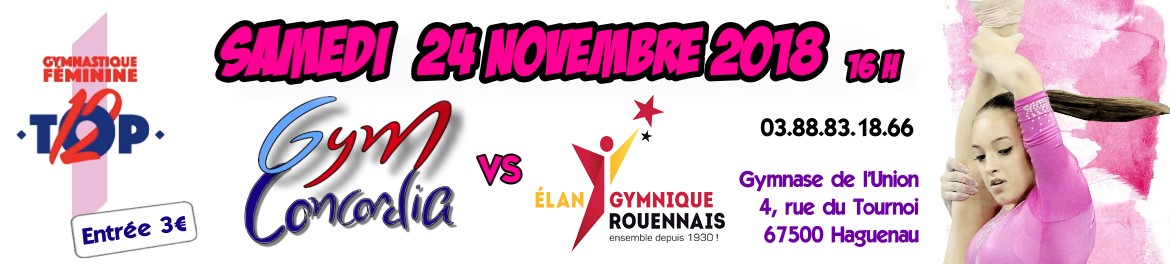 GYMNASTIQUE
FÉMININE
TOP 12
Entrée 3€
SAMEDI 24 NOVEMBRE 2018 16 H
Gym
Concordia
VS
ÉLAN GYMNIQUE
ROUENNAIS
ensemble depuis 1930 !
03.88.83.18.66
Gymnase de l'Union
4, rue du Tournoi
67500 Haguenau